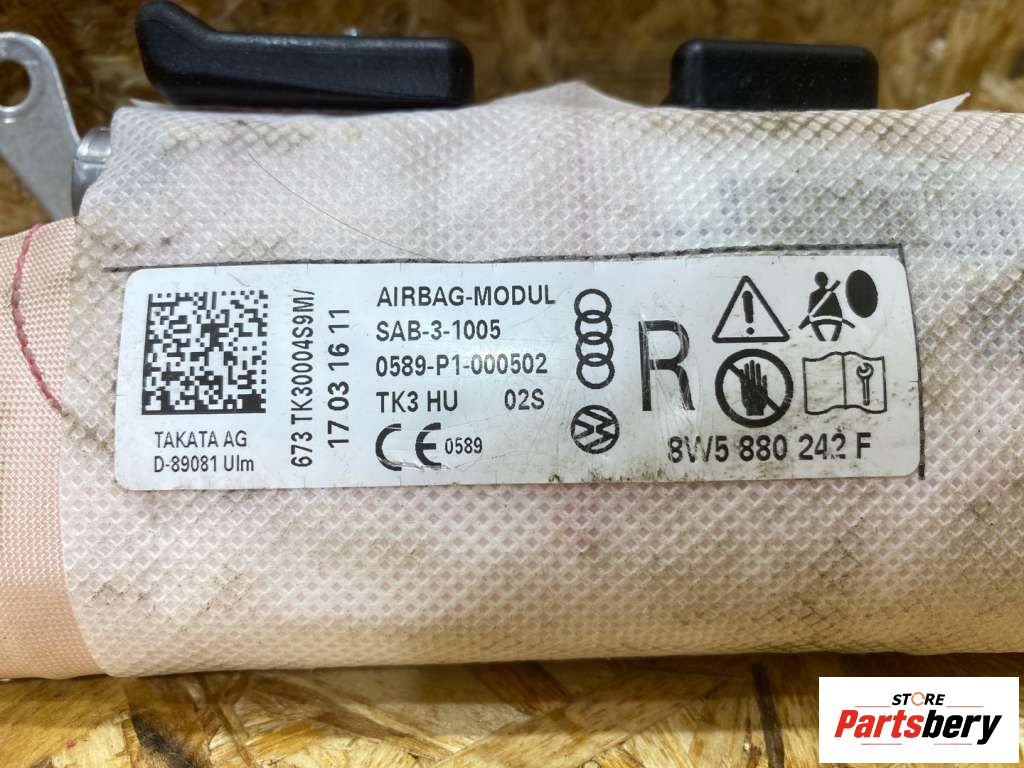 AIRBAG-MODUL
SAB-3-1005
0589-P1-000502
TK3 HU 02S
CE 0589
TAKATA AG
D-89081 Ulm
673 TK30004S9M/
17 03 16 11
R
8W5 880 242 F
STORE
Partsbery